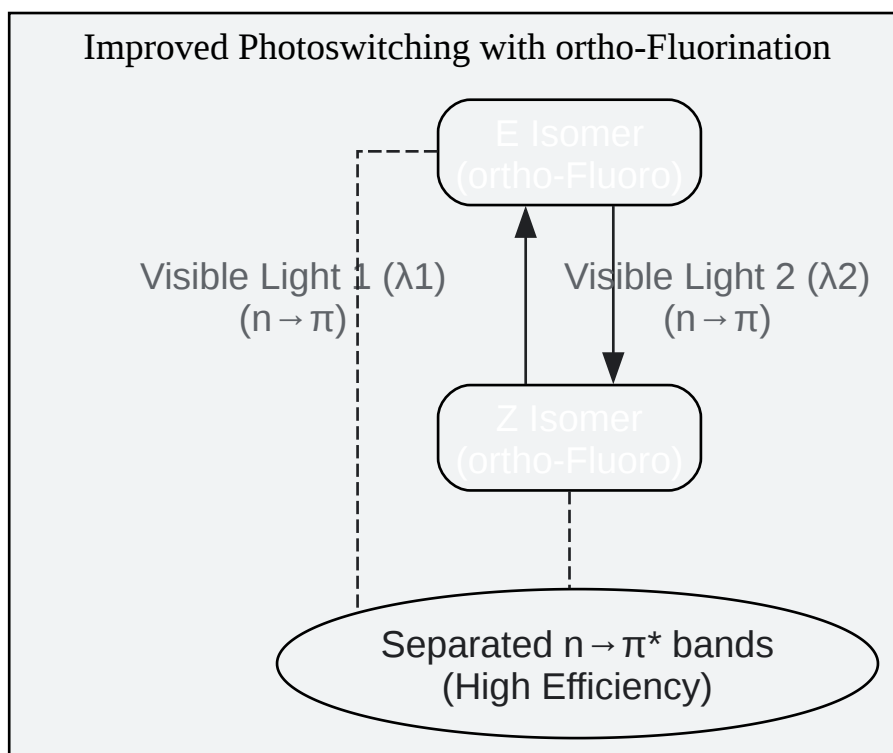 Improved Photoswitching with ortho-Fluorination
E Isomer
(ortho-Fluoro)
Visible Light 1 (λ1)
(n→π)
Visible Light 2 (λ2)
(n→π)
Z Isomer
(ortho-Fluoro)
Separated n→π* bands
(High Efficiency)